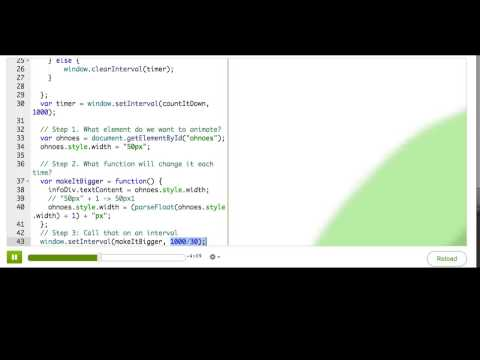 25 } else {
26 window.clearInterval(timer);
27 }
28
29 };
30 var timer = window.setInterval(countItDown,
1000);
31
32 // Step 1. What element do we want to animate?
33 var ohnoes = document.getElementById("ohnoes");
34 ohnoes.style.width = "50px";
35
36 // Step 2. What function will change it each
time?
37 var makeItBigger = function() {
38 infoDiv.textContent = ohnoes.style.width;
39 // "50px" + 1 -> 50px1
40 ohnoes.style.width = (parseFloat(ohnoes.style
.width) + 1) + "px";
41 };
42 // Step 3: Call that on an interval
43 window.setInterval(makeItBigger, 1000/30);
-4:09
Reload